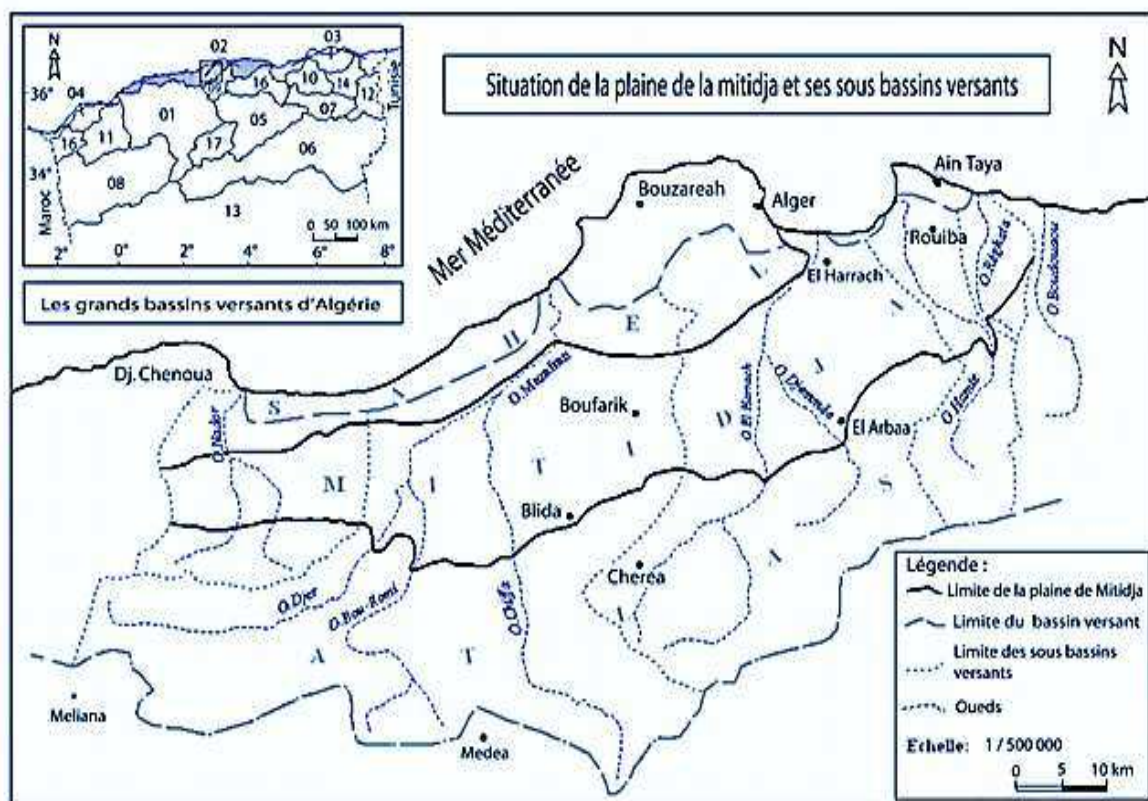 N
02
03
04
36°
16
10
14
12
09
01
16
11
05
07
17
06
34°
08
13
Maroc
Tunisie
0 50 100 km
2° 0° 2° 4° 6° 8°
Les grands bassins versants d'Algérie
Situation de la plaine de la mitidja et ses sous bassins versants
N
Mer Méditerranée
Bouzareah
Alger
Ain Taya
Rouiba
El Harrach
O.Reghaia
O.Boudouaou
Dj. Chenoua
S A H E L
O.Nador
O.Mazafran
Boufarik
O.El Harrach
O.Djemmaa
El Arbaa
O.Hamiz
M I T I D J A
Blida
Cherea
O.Djer
O.Bou-Romi
O.Chiffa
A T L A S
Meliana
Medea
Légende :
Limite de la plaine de Mitidja
Limite du bassin versant
Limite des sous bassins
versants
Oueds
Echelle: 1 / 500 000
0 5 10 km